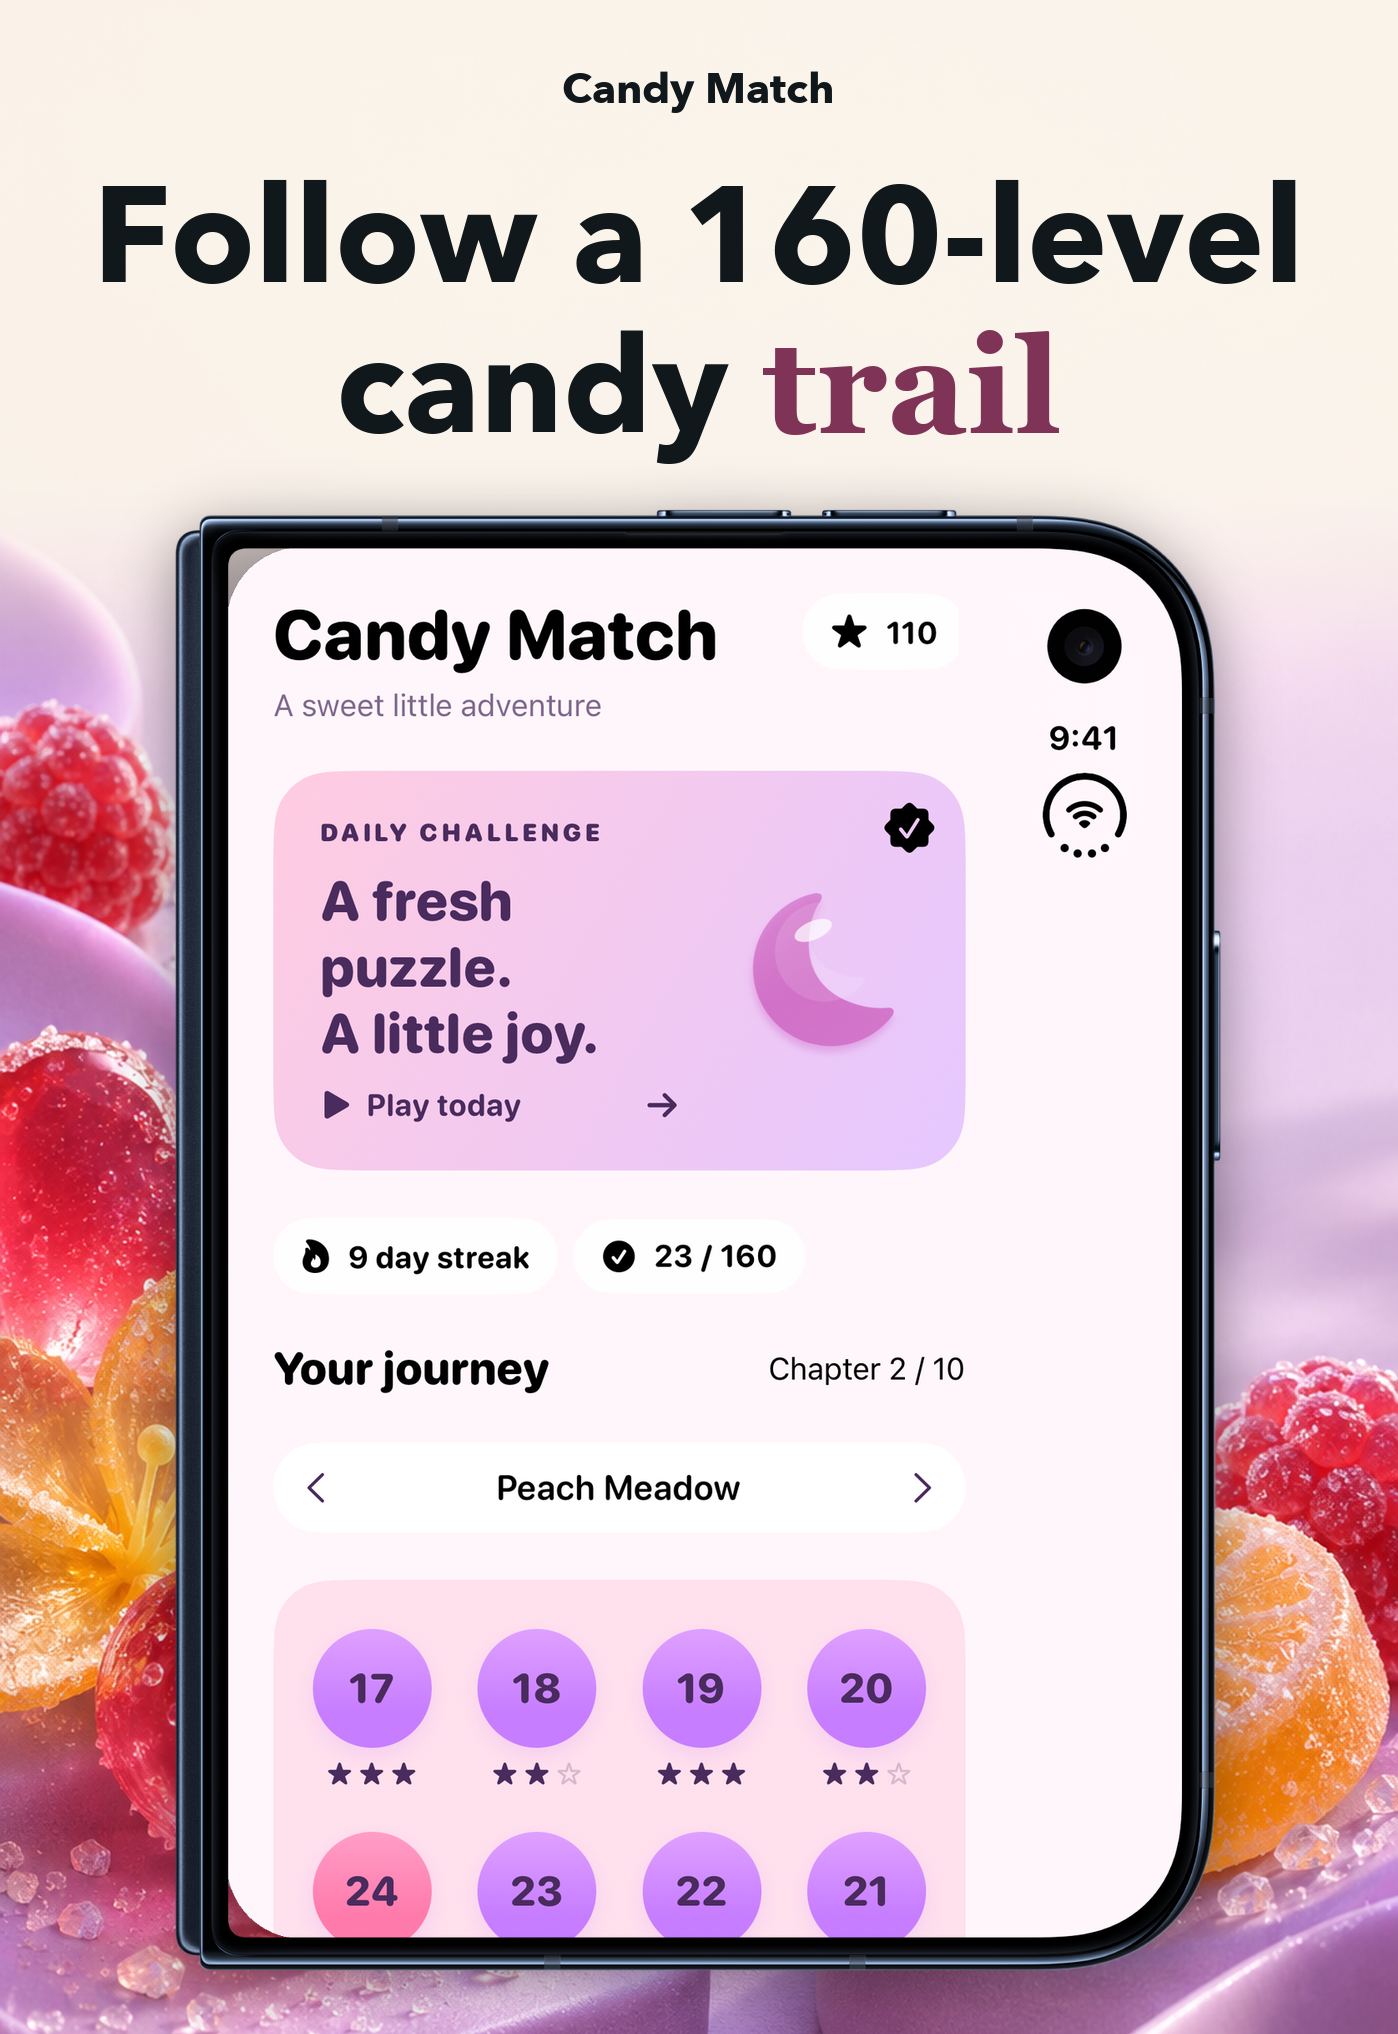 Candy Match
Follow a 160-level
candy trail
Candy Match
110
A sweet little adventure
9:41
DAILY CHALLENGE
A fresh
puzzle.
A little joy.
Play today
9 day streak
23 / 160
Your journey
Chapter 2 / 10
Peach Meadow
17 18 19 20
24 23 22 21